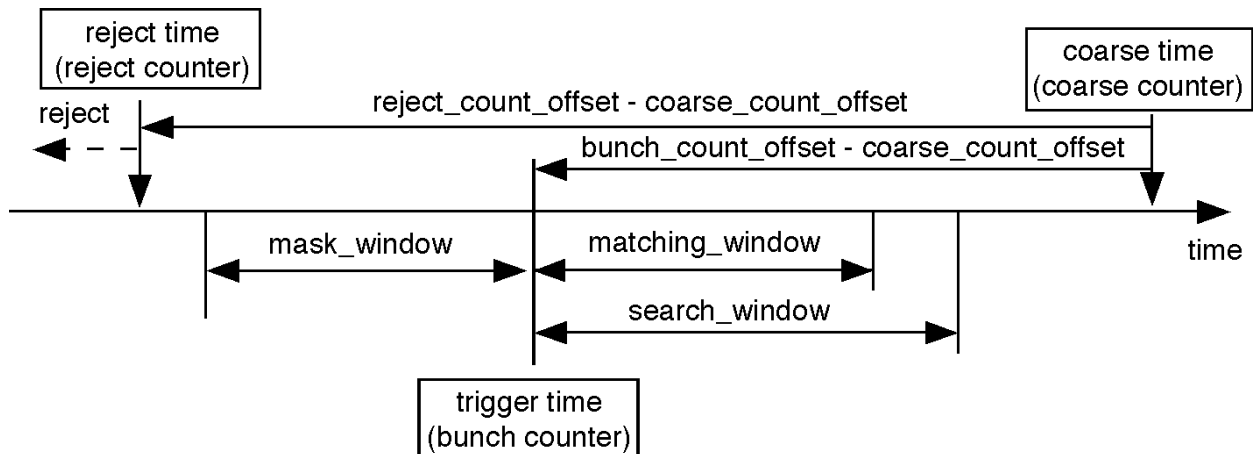 reject time
(reject counter)
coarse time
(coarse counter)
reject
reject_count_offset - coarse_count_offset
bunch_count_offset - coarse_count_offset
mask_window
matching_window
time
search_window
trigger time
(bunch counter)